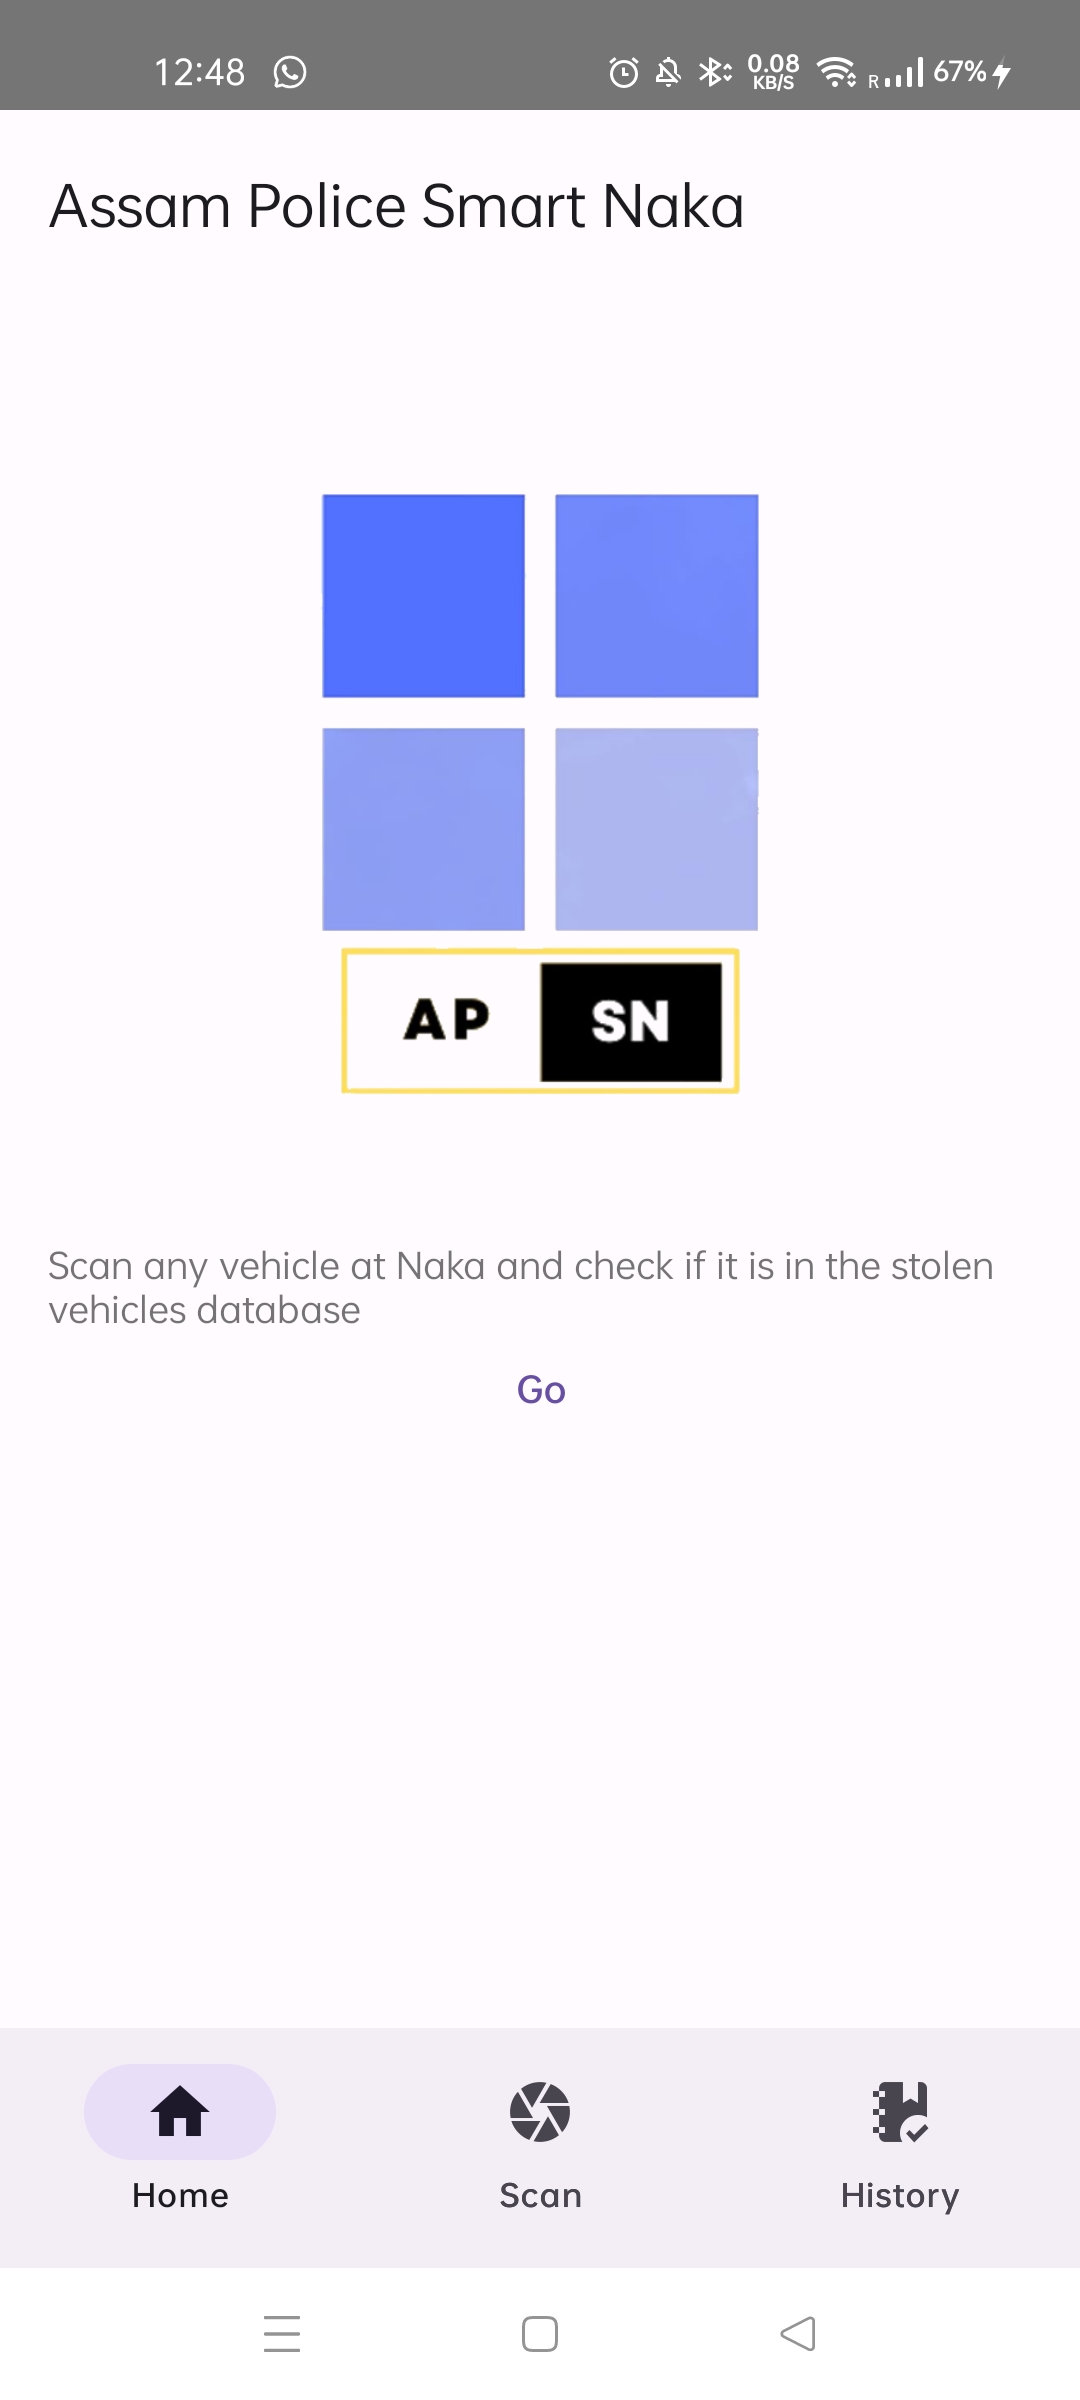 12:48
0.08
KB/S
R
67%
Assam Police Smart Naka
AP
SN
Scan any vehicle at Naka and check if it is in the stolen
vehicles database
Go
Home
Scan
History